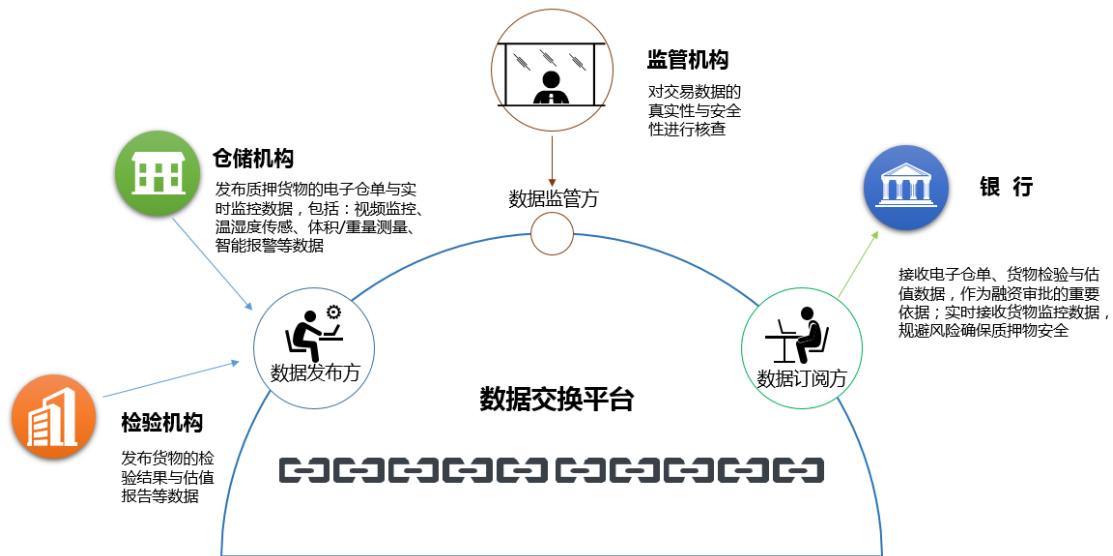 监管机构
对交易数据的
真实性与安全
性进行核查
数据监管方
仓储机构
发布质押货物的电子仓单与实
时监控数据，包括：视频监控、
温湿度传感、体积/重量测量、
智能报警等数据
银 行
接收电子仓单、货物检验与估
值数据，作为融资审批的重要
依据；实时接收货物监控数据，
规避风险确保质押物安全
数据发布方
数据订阅方
数据交换平台
检验机构
发布货物的检
验结果与估值
报告等数据